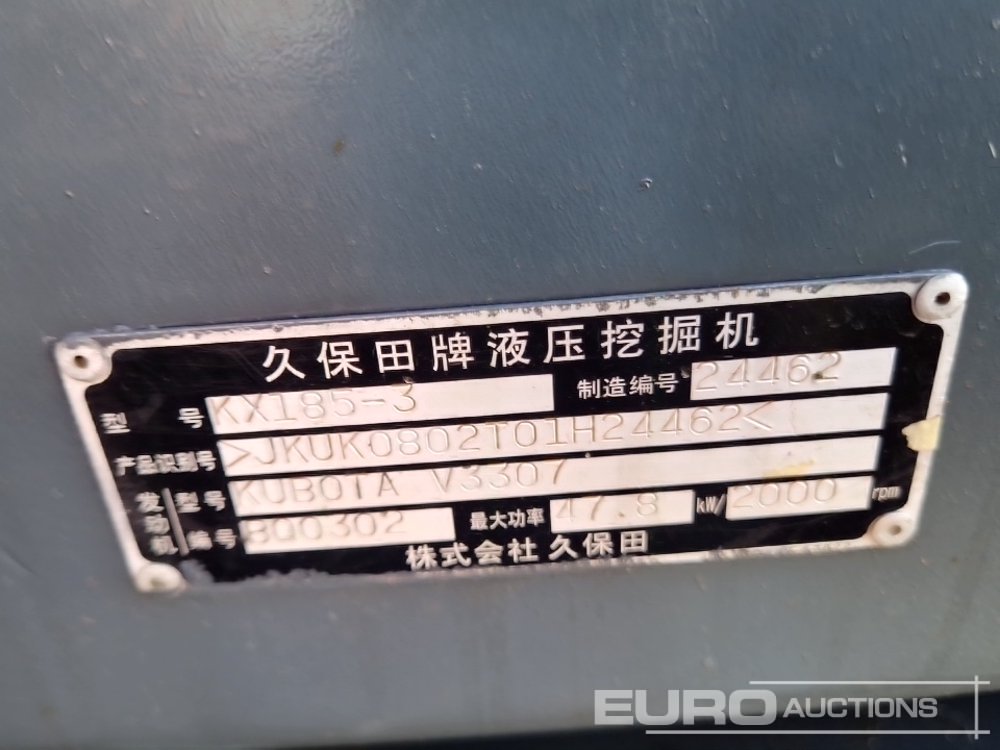 久保田牌液压挖掘机
型 号 KX185-3 制造编号 24462
产品识别号 >JKUK0802T01H24462<
发动机 型号 KUBOTA V3307
编号 BQ0302 最大功率 47.8 kW/ 2000 rpm
株式会社 久保田
EURO AUCTIONS